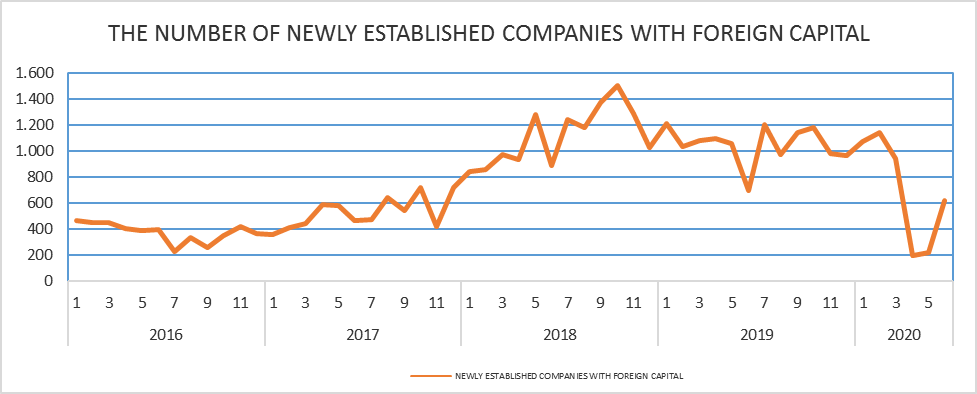 THE NUMBER OF NEWLY ESTABLISHED COMPANIES WITH FOREIGN CAPITAL
1.600
1.400
1.200
1.000
800
600
400
200
0
1 3 5 7 9 11 1 3 5 7 9 11 1 3 5 7 9 11 1 3 5 7 9 11 1 3 5
2016 2017 2018 2019 2020
NEWLY ESTABLISHED COMPANIES WITH FOREIGN CAPITAL